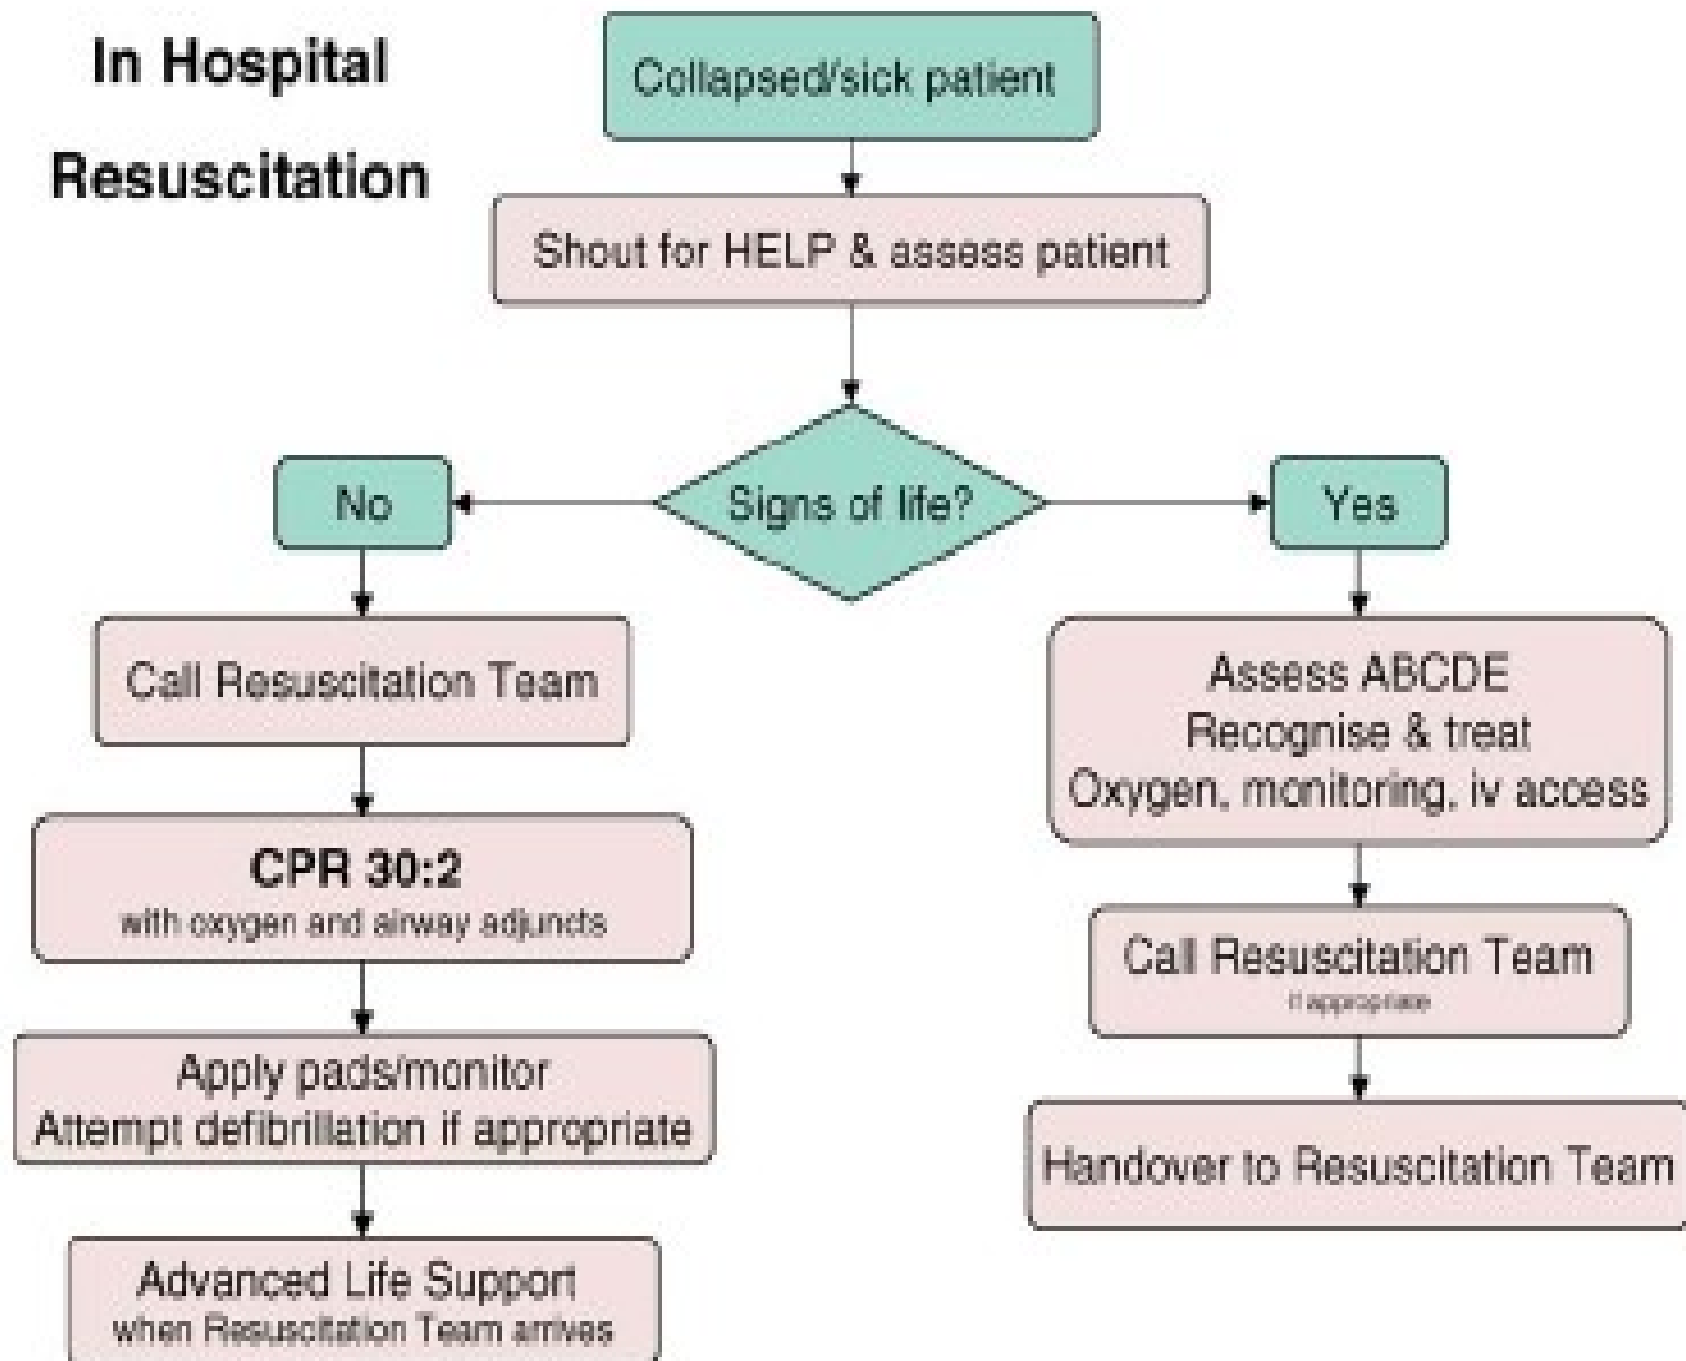 In Hospital
Resuscitation
Collapsed/sick patient
Shout for HELP & assess patient
Signs of life?
No
Yes
Call Resuscitation Team
CPR 30:2
with oxygen and airway adjuncts
Apply pads/monitor
Attempt defibrillation if appropriate
Advanced Life Support
when Resuscitation Team arrives
Assess ABCDE
Recognise & treat
Oxygen, monitoring, iv access
Call Resuscitation Team
If appropriate
Handover to Resuscitation Team